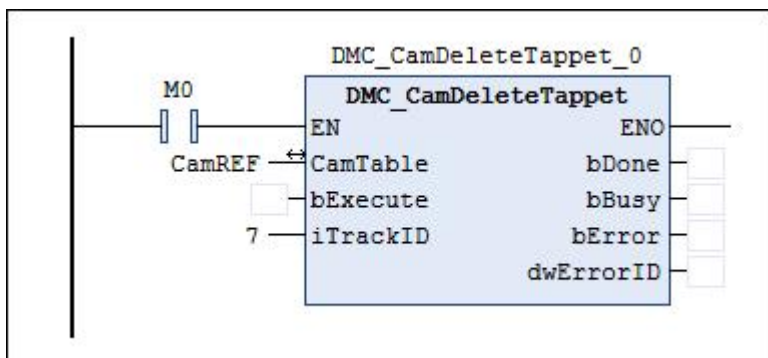 DMC_CamDeleteTappet_0
M0
DMC_CamDeleteTappet
EN ENO
CamREF CamTable bDone
bExecute bBusy
7 iTrackID bError
dwErrorID